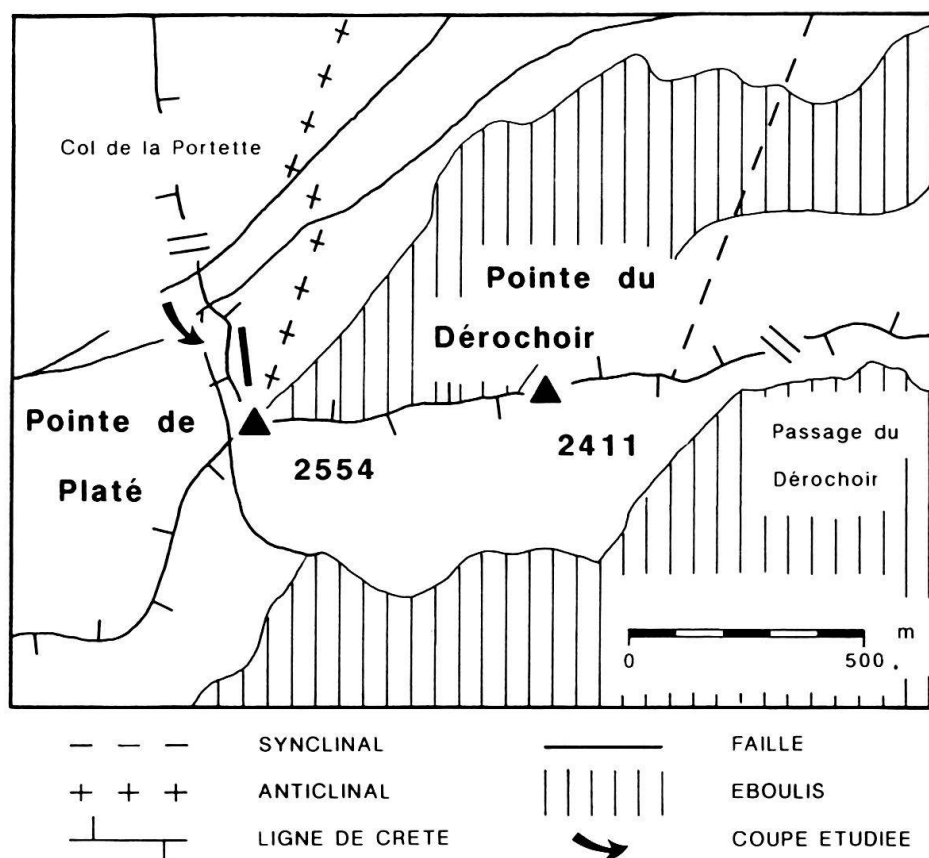 Col de la Portette
Pointe du
Dérochoir
Pointe de
Platé
2554
2411
Passage du
Dérochoir
m
0 500
SYNCLINAL
FAILLE
ANTICLINAL
EBOULIS
LIGNE DE CRETE
COUPE ETUDIEE